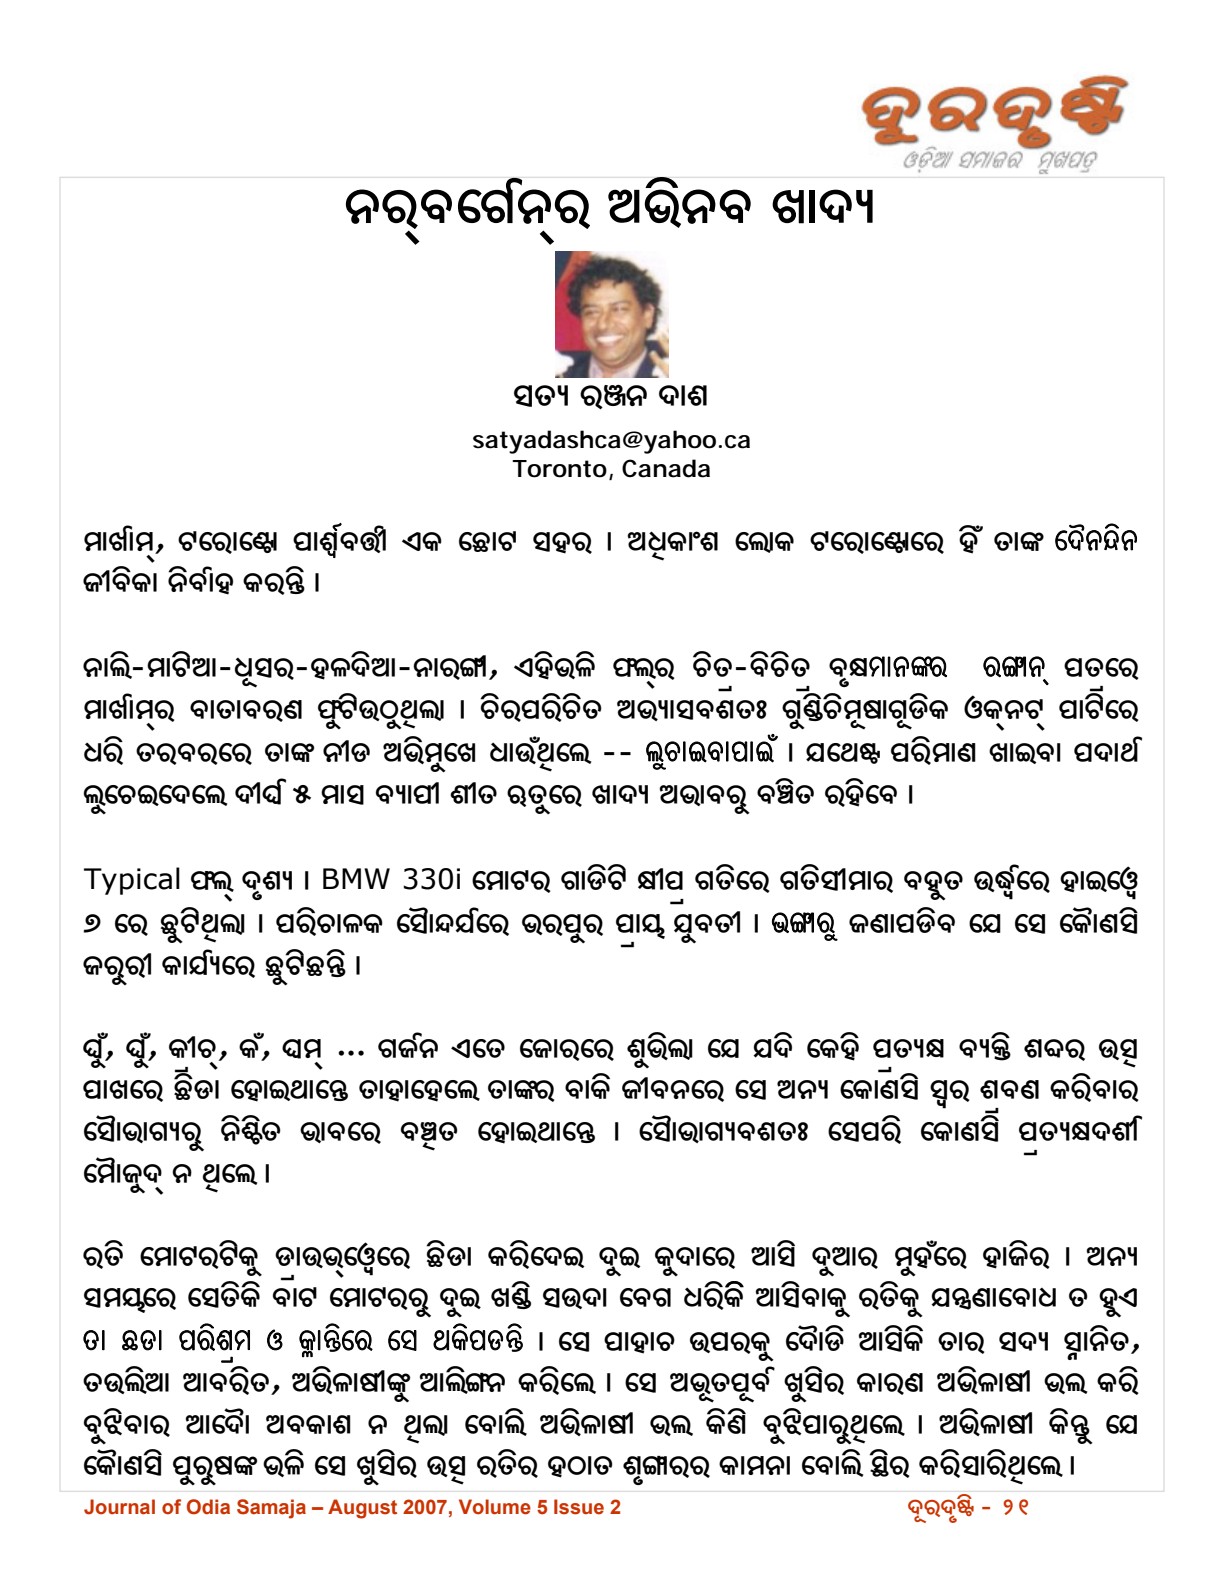 ଦୂରଦୃଷ୍ଟି
ଓଡ଼ିଆ ସମାଜର ମୁଖପତ୍ର
ନର୍‌ବର୍ଗେନ୍‌ର ଅଭିନବ ଖାଦ୍ୟ
ସତ୍ୟ ରଞ୍ଜନ ଦାଶ
satyadashca@yahoo.ca
Toronto, Canada
ମାର୍ଖାମ୍, ଟରୋଣ୍ଟୋ ପାର୍ଶ୍ଵବର୍ତ୍ତୀ ଏକ ଛୋଟ ସହର । ଅଧିକାଂଶ ଲୋକ ଟରୋଣ୍ଟୋରେ ହିଁ ତାଙ୍କ ଦୈନନ୍ଦିନ
ଜୀବିକା ନିର୍ବାହ କରନ୍ତି ।
ନାଲି-ମାଟିଆ-ଧୂସର-ହଳଦିଆ-ନାରଙ୍ଗୀ, ଏହିଭଳି ଫଲ୍‌ର ଚିତ୍ର-ବିଚିତ୍ର ବୃକ୍ଷମାନଙ୍କର ରଙ୍ଗୀନ୍ ପତ୍ରରେ
ମାର୍ଖାମ୍‌ର ବାତାବରଣ ଫୁଟିଉଠୁଥିଲା । ଚିରପରିଚିତ ଅଭ୍ୟାସବଶତଃ ଗୁଣ୍ଡିଚିମୂଷାଗୂଡିକ ଓକ୍‌ନଟ୍ ପାଟିରେ
ଧରି ତରବରରେ ତାଙ୍କ ନୀଡ ଅଭିମୁଖେ ଧାଉଁଥିଲେ -- ଲୁଚାଇବାପାଇଁ । ଯଥେଷ୍ଟ ପରିମାଣ ଖାଇବା ପଦାର୍ଥ
ଲୁଚେଇଦେଲେ ଦୀର୍ଘ ୫ ମାସ ବ୍ୟାପୀ ଶୀତ ଋତୁରେ ଖାଦ୍ୟ ଅଭାବରୁ ବଞ୍ଚିତ ରହିବେ ।
Typical ଫଲ୍ ଦୃଶ୍ୟ । BMW 330i ମୋଟର ଗାଡିଟି କ୍ଷୀପ୍ର ଗତିରେ ଗତିସୀମାର ବହୁତ ଉର୍ଦ୍ଧ୍ଵରେ ହାଇଓ୍ଵେ
୭ ରେ ଛୁଟିଥିଲା । ପରିଚାଳକ ସୌନ୍ଦର୍ଯରେ ଭରପୁର ପ୍ରାୟ ଯୁବତୀ । ଭଙ୍ଗୀରୁ ଜଣାପଡିବ ଯେ ସେ କୌଣସି
ଜରୁରୀ କାର୍ଯ୍ୟରେ ଛୁଟିଛନ୍ତି ।
ଘୁଁ, ଘୁଁ, କ୍ରୀଚ୍, କଁ, ଘମ୍ ... ଗର୍ଜନ ଏତେ ଜୋରରେ ଶୁଭିଲା ଯେ ଯଦି କେହି ପ୍ରତ୍ୟକ୍ଷ ବ୍ୟକ୍ତି ଶବ୍ଦର ଉତ୍ସ
ପାଖରେ ଛିଡା ହୋଇଥାନ୍ତେ ତାହାହେଲେ ତାଙ୍କର ବାକି ଜୀବନରେ ସେ ଅନ୍ୟ କୋଣସି ସ୍ଵର ଶ୍ରବଣ କରିବାର
ସୌଭାଗ୍ୟରୁ ନିଶ୍ଚିତ ଭାବରେ ବଞ୍ଚିତ ହୋଇଥାନ୍ତେ । ସୌଭାଗ୍ୟବଶତଃ ସେପରି କୋଣସି ପ୍ରତ୍ୟକ୍ଷଦର୍ଶୀ
ମୌଜୁଦ୍ ନ ଥିଲେ ।
ରତି ମୋଟରଟିକୁ ଡ୍ରାଉଭ୍‌ଓ୍ଵେରେ ଛିଡା କରିଦେଇ ଦୁଇ କୁଦାରେ ଆସି ଦୁଆର ମୁହଁରେ ହାଜିର । ଅନ୍ୟ
ସମୟରେ ସେତିକି ବାଟ ମୋଟରରୁ ଦୁଇ ଖଣ୍ଡି ସଉଦା ବେଗ ଧରିକି ଆସିବାକୁ ରତିକୁ ଯନ୍ତ୍ରଣାବୋଧ ତ ହୁଏ
ତା ଛଡା ପରିଶ୍ରମ ଓ କ୍ଳାନ୍ତିରେ ସେ ଥକିପଡନ୍ତି । ସେ ପାହାଚ ଉପରକୁ ଦୌଡି ଆସିକି ତାର ସଦ୍ୟ ସ୍ନାନିତ,
ତଉଲିଆ ଆବରିତ, ଅଭିଳାଷୀଙ୍କୁ ଆଲିଙ୍ଗନ କରିଲେ । ସେ ଅଭୂତପୂର୍ବ ଖୁସିର କାରଣ ଅଭିଳାଷୀ ଭଲ କରି
ବୁଝିବାର ଆଦୌ ଅବକାଶ ନ ଥିଲା ବୋଲି ଅଭିଳାଷୀ ଭଲ କିଣି ବୁଝିପାରୁଥିଲେ । ଅଭିଳାଷୀ କିନ୍ତୁ ଯେ
କୌଣସି ପୁରୁଷଙ୍କ ଭଳି ସେ ଖୁସିର ଉତ୍ସ ରତିର ହଠାତ ଶୃଙ୍ଗାରର କାମନା ବୋଲି ସ୍ଥିର କରିସାରିଥିଲେ ।
Journal of Odia Samaja – August 2007, Volume 5 Issue 2 ଦୂରଦୃଷ୍ଟି - ୨୧